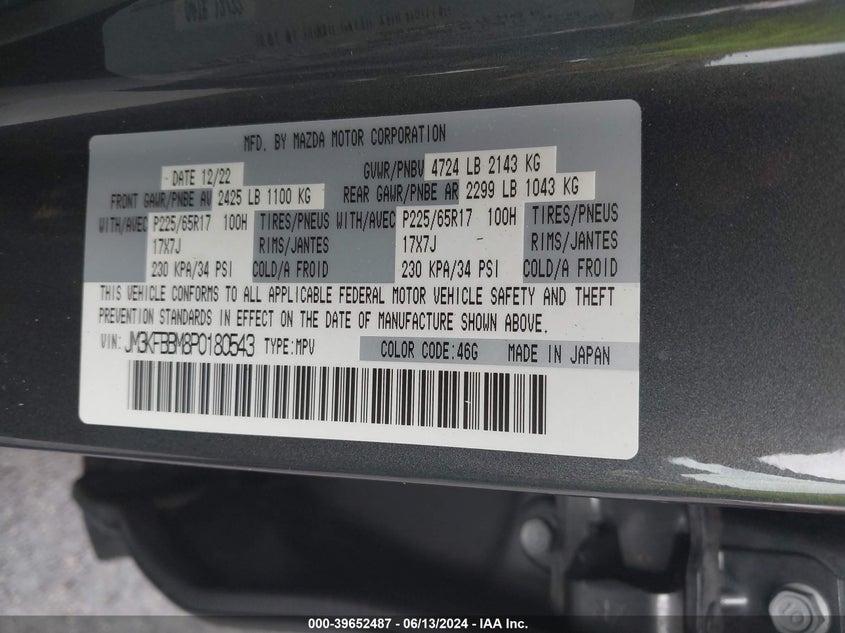 MFD. BY MAZDA MOTOR CORPORATION
- DATE 12/22 GVWR/PNBV 4724 LB 2143 KG
FRONT GAWR/PNBE AV 2425 LB 1100 KG REAR GAWR/PNBE AR 2299 LB 1043 KG
WITH/AVEC P225/65R17 100H TIRES/PNEUS WITH/AVEC P225/65R17 100H TIRES/PNEUS
17X7J RIMS/JANTES 17X7J - RIMS/JANTES
230 KPA/34 PSI COLD/A FROID 230 KPA/34 PSI COLD/A FROID
THIS VEHICLE CONFORMS TO ALL APPLICABLE FEDERAL MOTOR VEHICLE SAFETY AND THEFT
PREVENTION STANDARDS IN EFFECT ON THE DATE OF MANUFACTURE SHOWN ABOVE.
VIN: JM3KFBBM8P0180543 TYPE:MPV COLOR CODE:46G MADE IN JAPAN
000-39652487 - 06/13/2024 - IAA Inc.